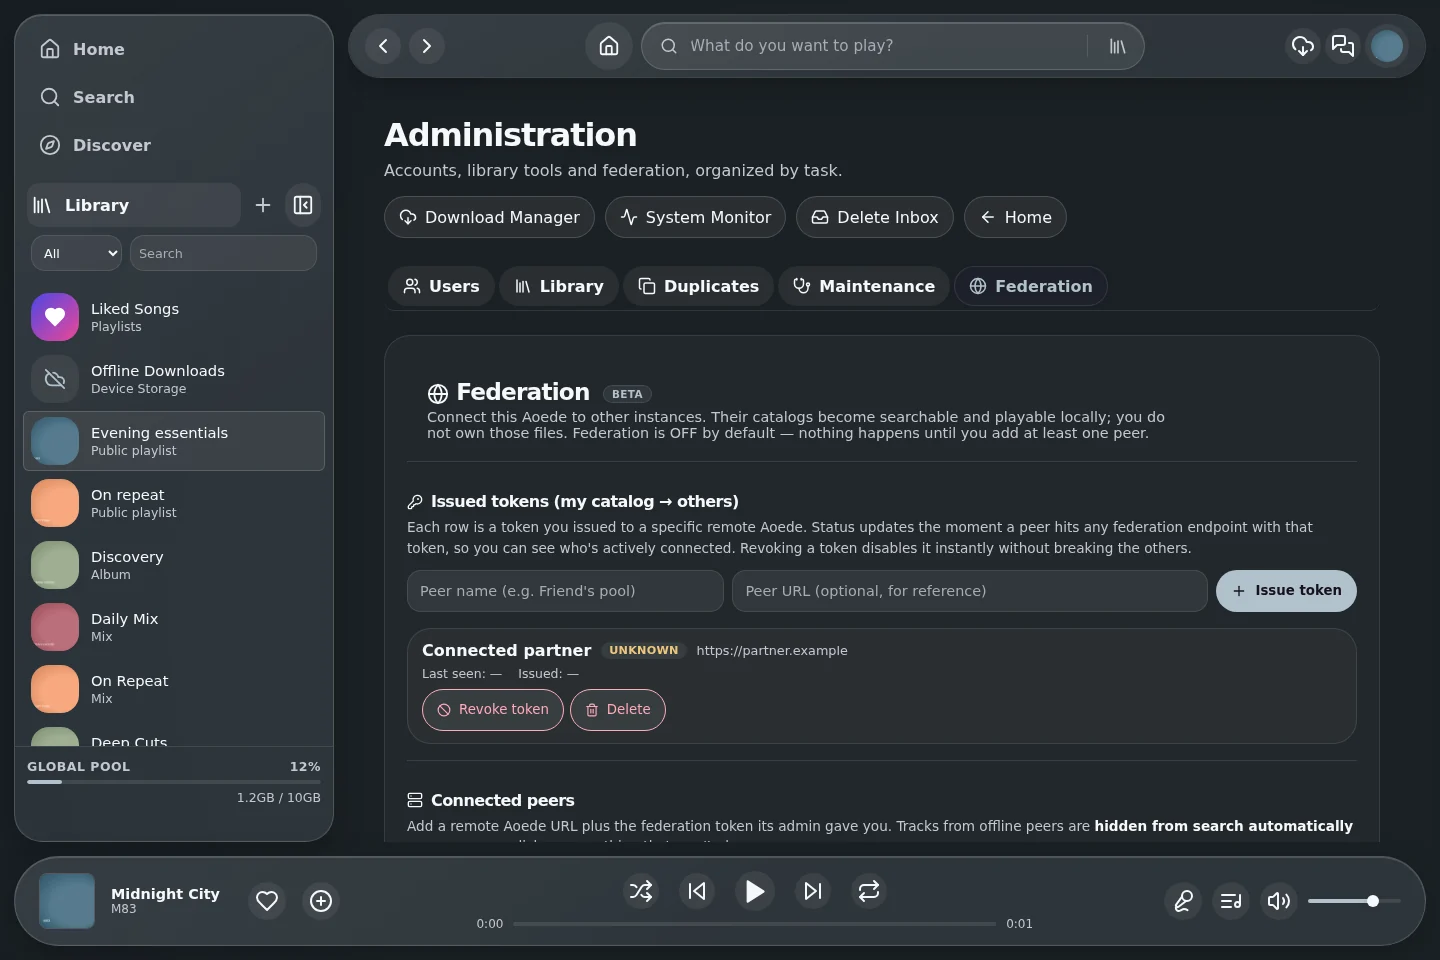 Home
Search
Discover
Library
All
Search
Liked Songs
Playlists
Offline Downloads
Device Storage
Evening essentials
Public playlist
On repeat
Public playlist
Discovery
Album
Daily Mix
Mix
On Repeat
Mix
Deep Cuts
GLOBAL POOL 12%
1.2GB / 10GB
What do you want to play?
Administration
Accounts, library tools and federation, organized by task.
Download Manager System Monitor Delete Inbox Home
Users Library Duplicates Maintenance Federation
Federation BETA
Connect this Aoede to other instances. Their catalogs become searchable and playable locally; you do
not own those files. Federation is OFF by default — nothing happens until you add at least one peer.
Issued tokens (my catalog → others)
Each row is a token you issued to a specific remote Aoede. Status updates the moment a peer hits any federation endpoint with that
token, so you can see who's actively connected. Revoking a token disables it instantly without breaking the others.
Peer name (e.g. Friend's pool) Peer URL (optional, for reference) Issue token
Connected partner UNKNOWN https://partner.example
Last seen: — Issued: —
Revoke token Delete
Connected peers
Add a remote Aoede URL plus the federation token its admin gave you. Tracks from offline peers are hidden from search automatically
Midnight City
M83
0:00 0:01